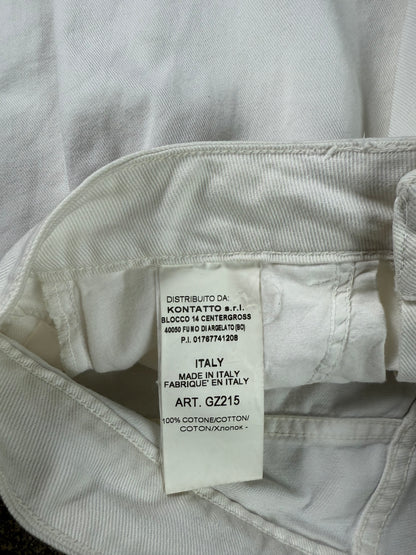 DISTRIBUITO DA:
KONTATTO s.r.l.
BLOCCO 14 CENTERGROSS
40050 FUNO DI ARGELATO (BO)
P.I. 01767741208
ITALY
MADE IN ITALY
FABRIQUE' EN ITALY
ART. GZ215
100% COTONE/COTTON/
COTON/Хлопок -